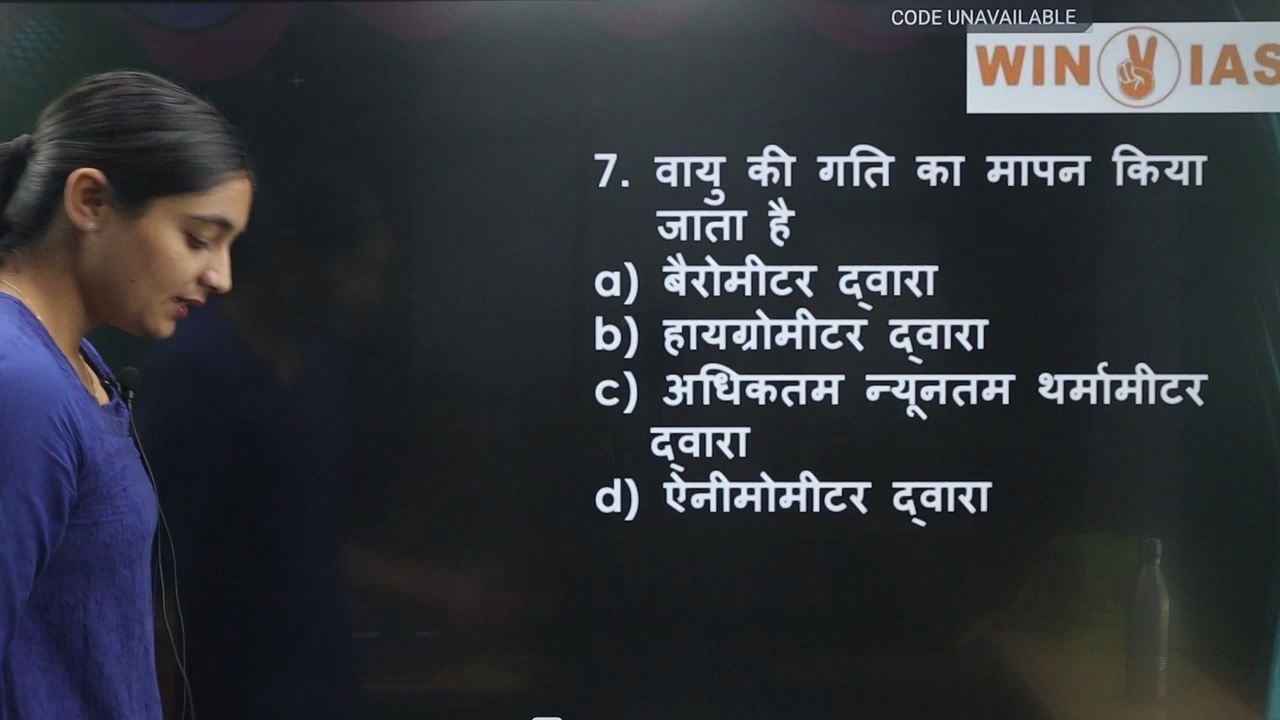 CODE UNAVAILABLE
WIN IAS
7. वायु की गति का मापन किया
जाता है
a) बैरोमीटर द्वारा
b) हायग्रोमीटर द्वारा
c) अधिकतम न्यूनतम थर्मामीटर
द्वारा
d) ऐनीमोमीटर द्वारा